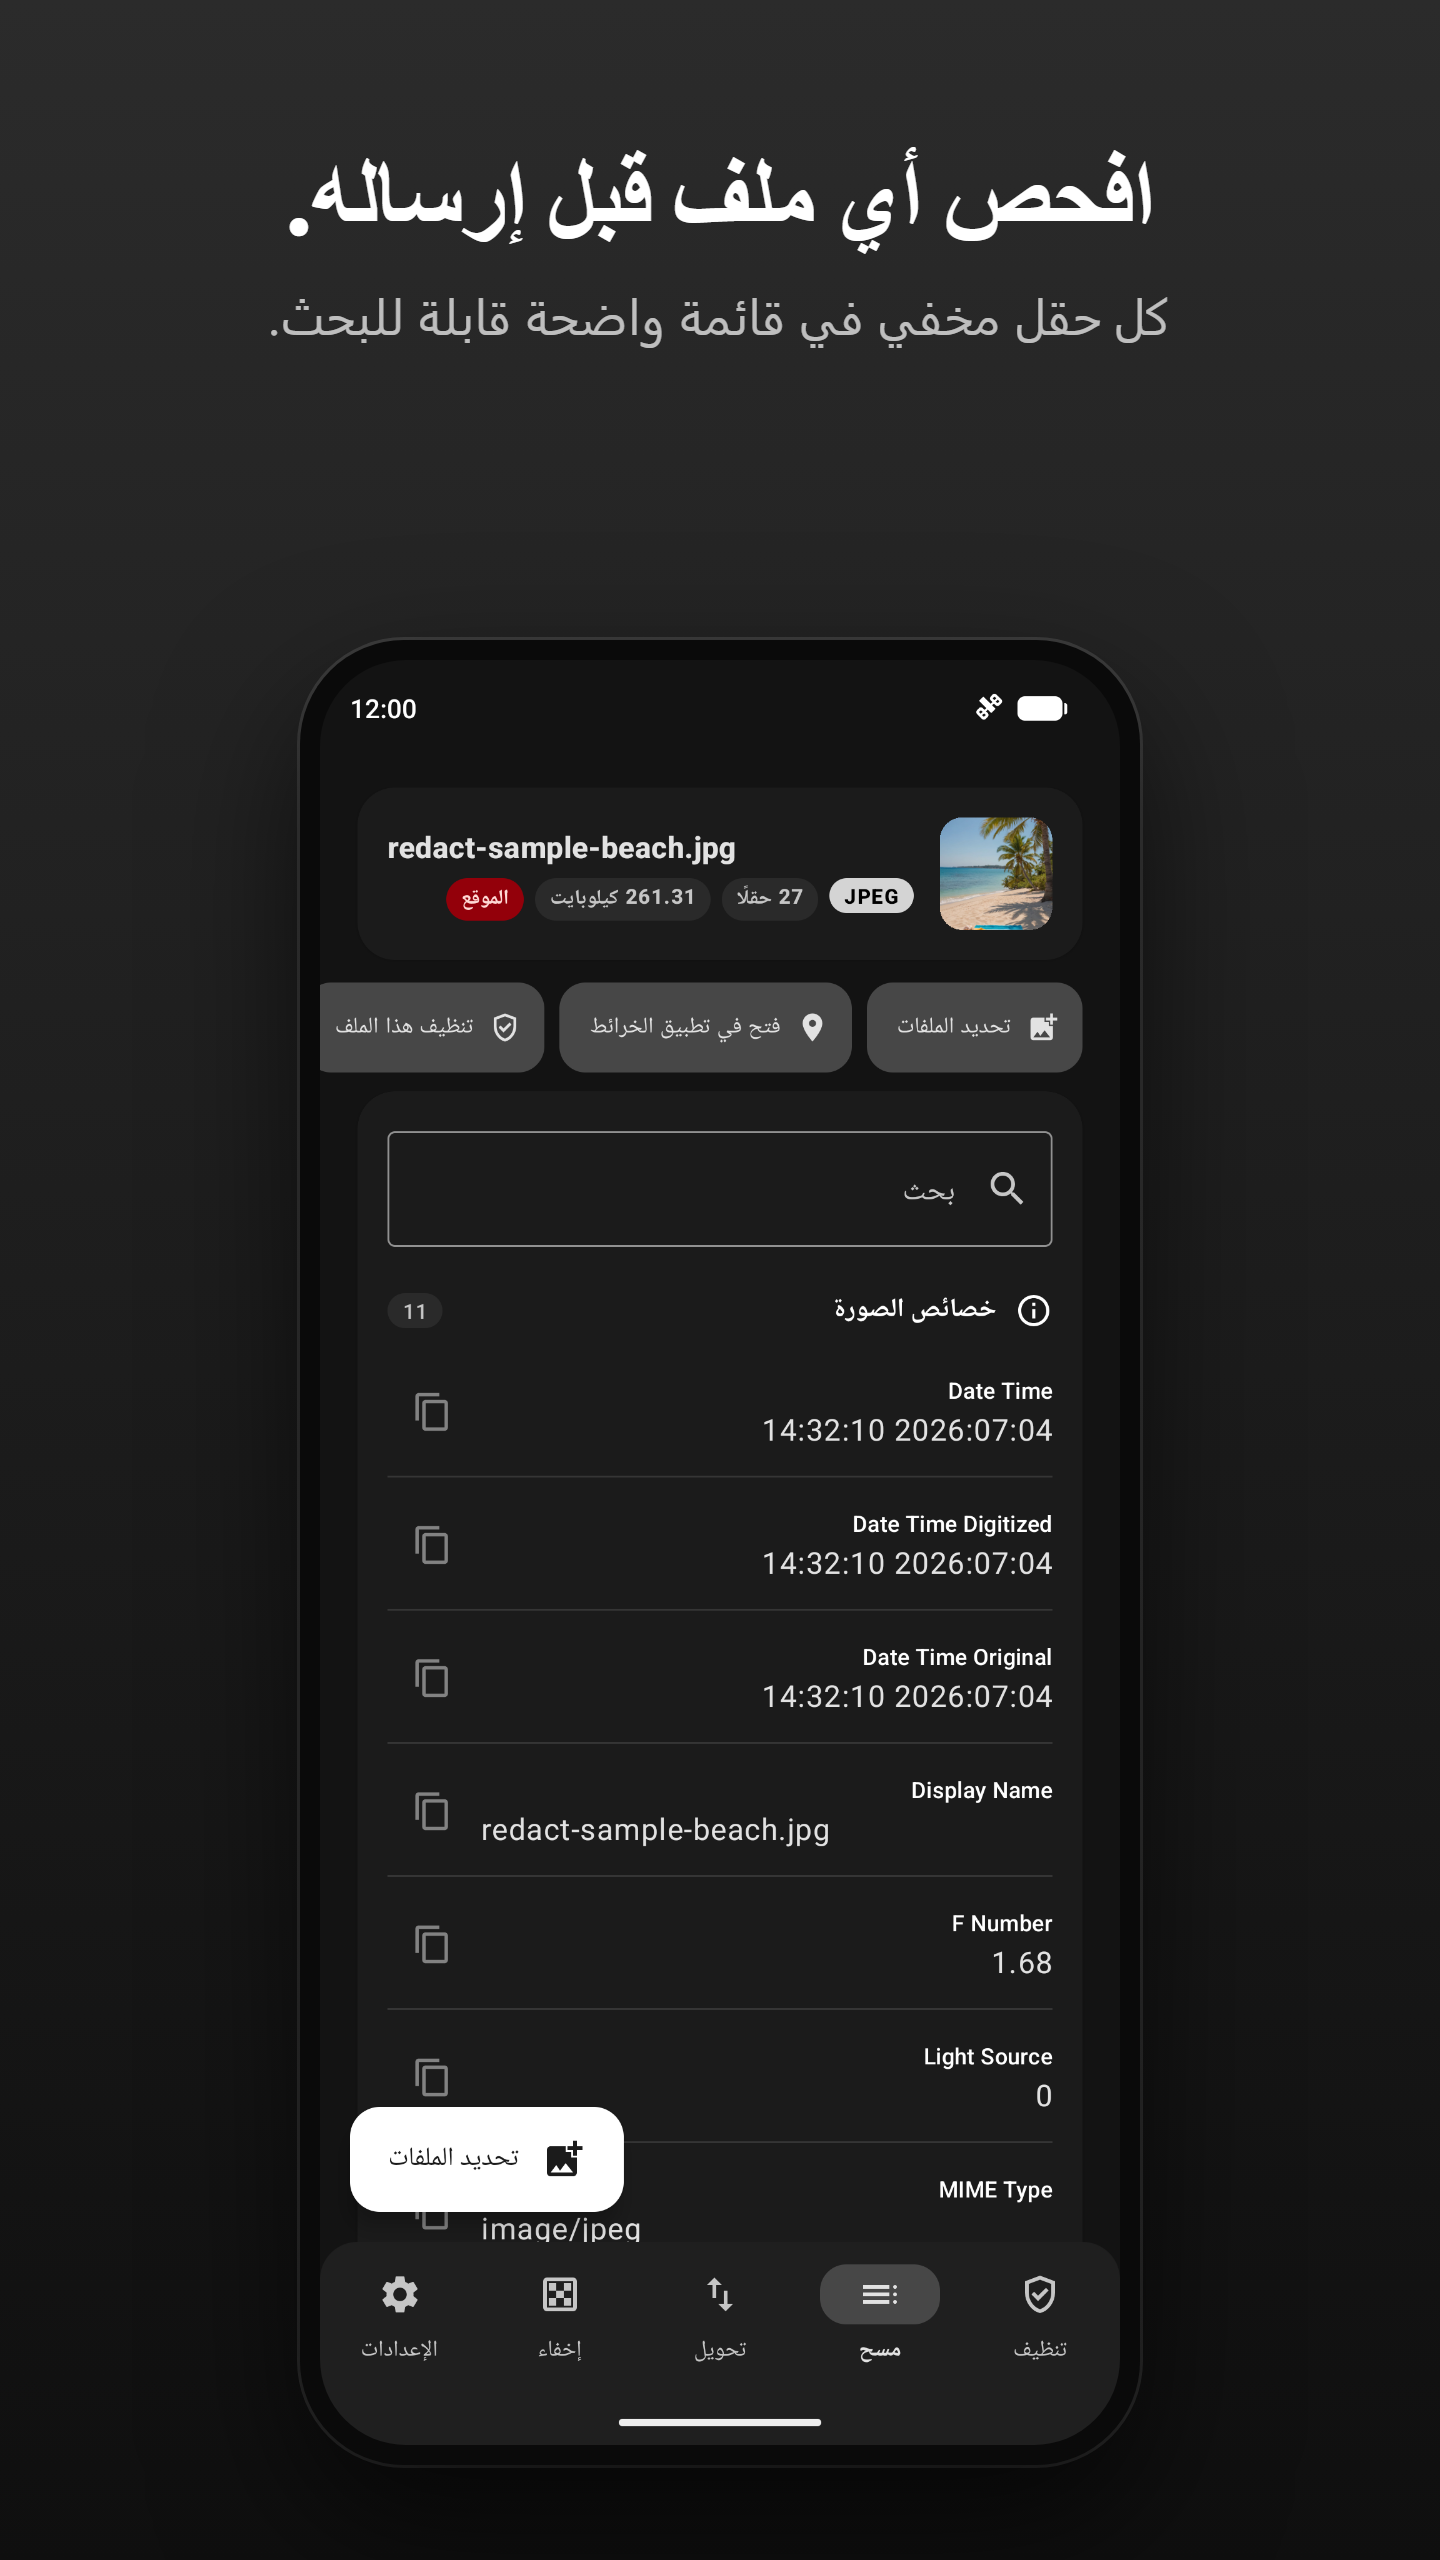 افحص أي ملف قبل إرساله.
كل حقل مخفي في قائمة واضحة قابلة للبحث.
12:00
redact-sample-beach.jpg
JPEG 27 حقلًا 261.31 كيلوبايت الموقع
تحديد الملفات فتح في تطبيق الخرائط تنظيف هذا الملف
بحث
خصائص الصورة 11
Date Time
14:32:10 2026:07:04
Date Time Digitized
14:32:10 2026:07:04
Date Time Original
14:32:10 2026:07:04
Display Name
redact-sample-beach.jpg
F Number
1.68
Light Source
0
تحديد الملفات
MIME Type
image/jpeg
تنظيف مسح تحويل إخفاء الإعدادات